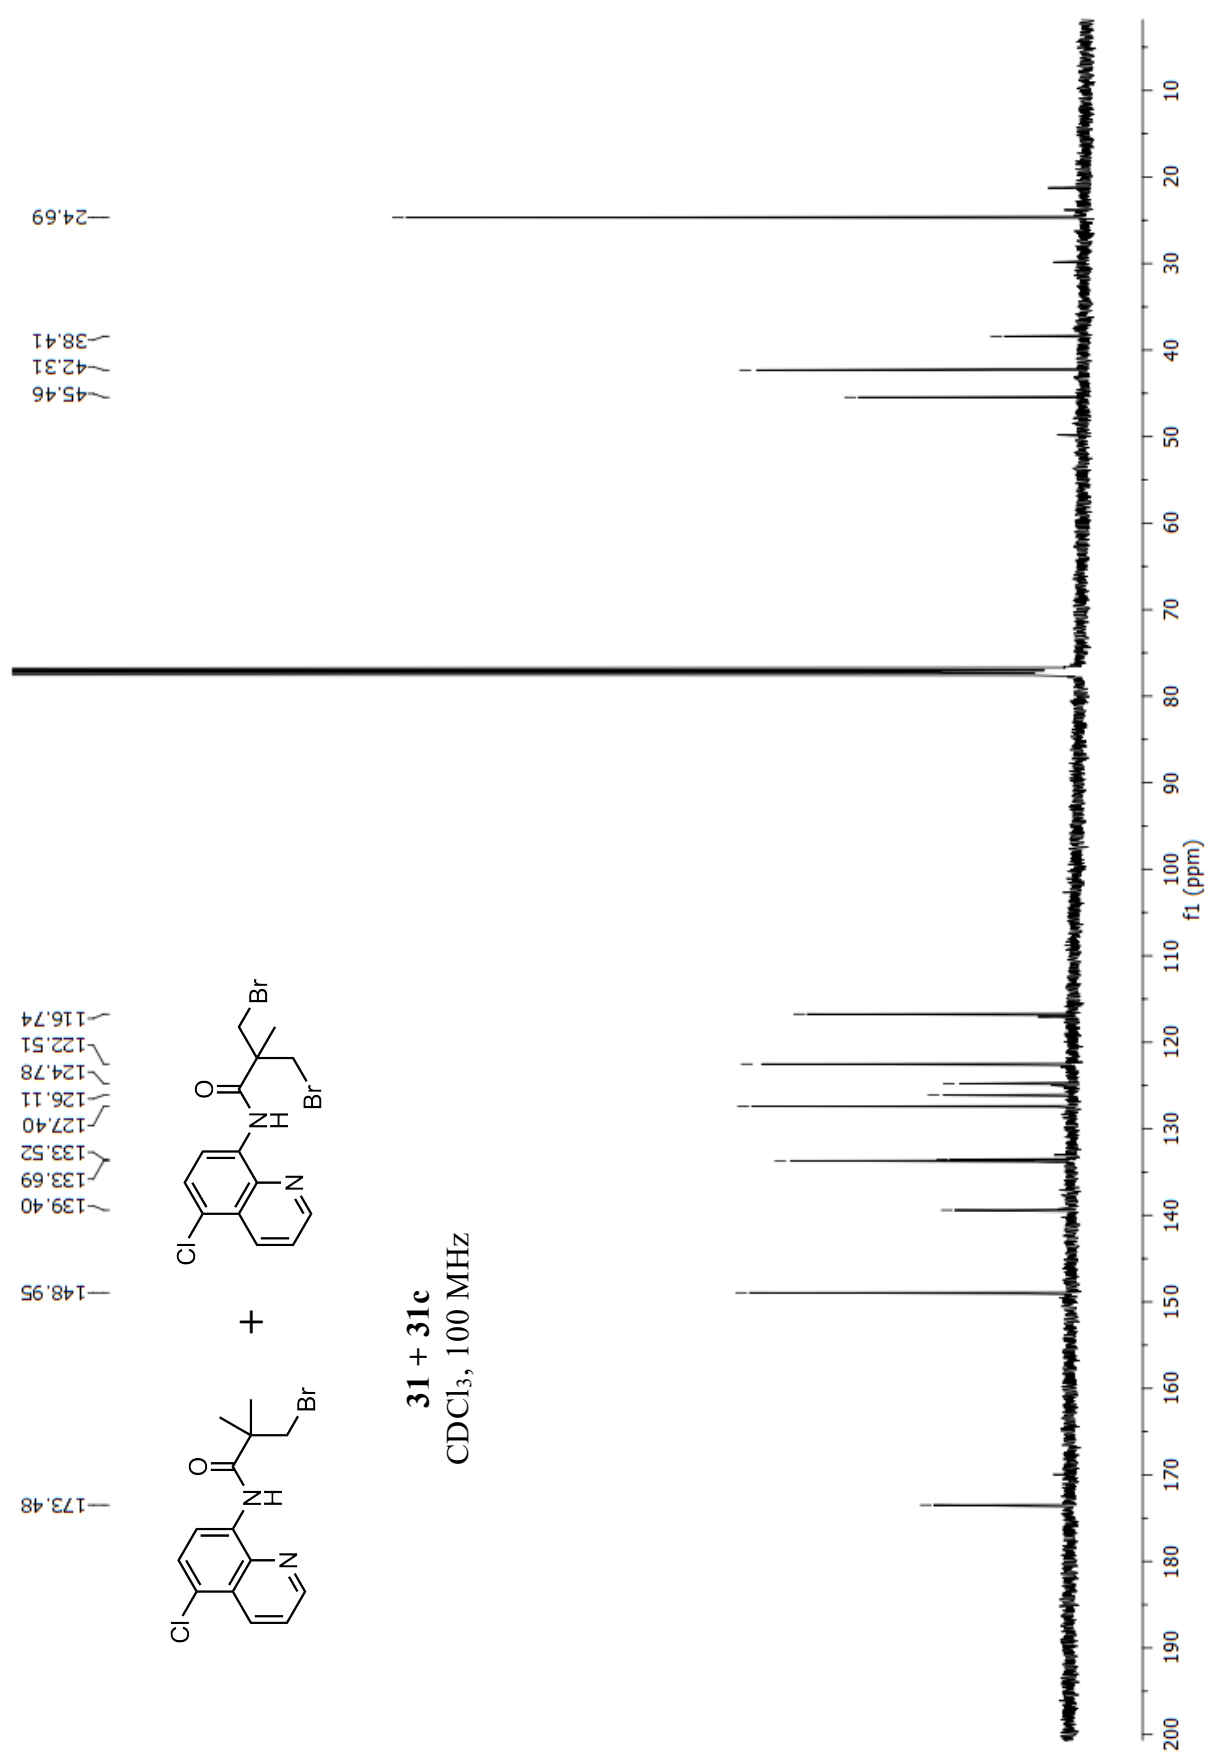 173.48
148.95
139.40
133.69
133.52
127.40
126.11
124.78
122.51
116.74
45.46
42.31
38.41
24.69
Cl
N
N
H
O
Br
+
Cl
N
N
H
O
Br
Br
31 + 31c
CDCl3, 100 MHz
200 190 180 170 160 150 140 130 120 110 100 90 80 70 60 50 40 30 20 10
f1 (ppm)